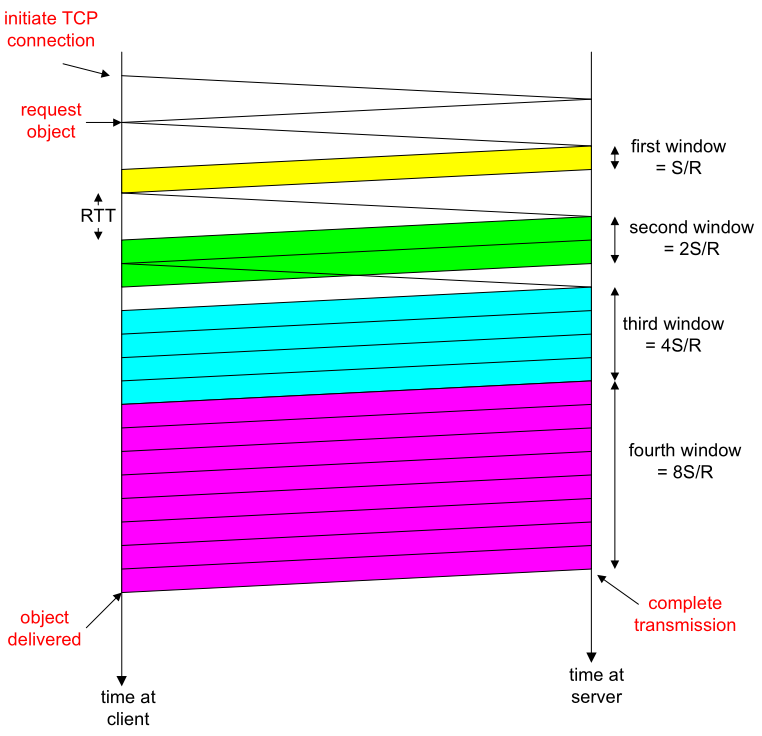 initiate TCP
connection
request
object
first window
= S/R
RTT
second window
= 2S/R
third window
= 4S/R
fourth window
= 8S/R
object
delivered
complete
transmission
time at
client
time at
server